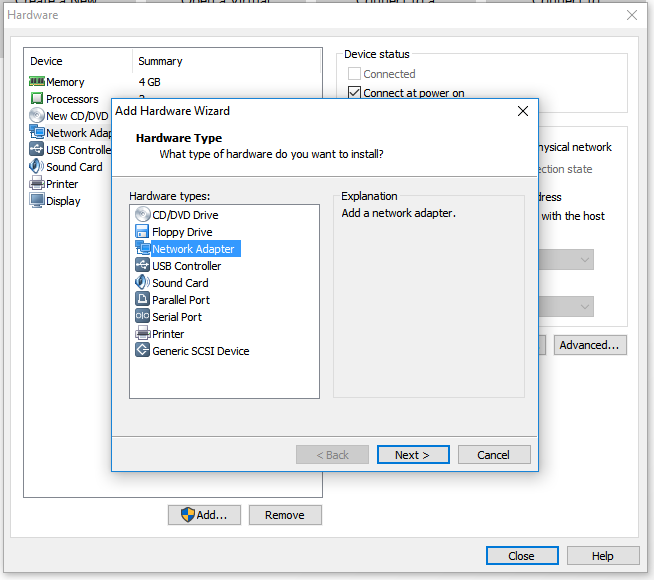 Hardware
Device Summary
Memory 4 GB
Processors
New CD/DVD
Network Adap
USB Controlle
Sound Card
Printer
Display
Device status
Connected
Connect at power on
hysical network
ection state
dress
with the host
Advanced...
Add Hardware Wizard
Hardware Type
What type of hardware do you want to install?
Hardware types:
CD/DVD Drive
Floppy Drive
Network Adapter
USB Controller
Sound Card
Parallel Port
Serial Port
Printer
Generic SCSI Device
Explanation
Add a network adapter.
< Back
Next >
Cancel
Add...
Remove
Close
Help